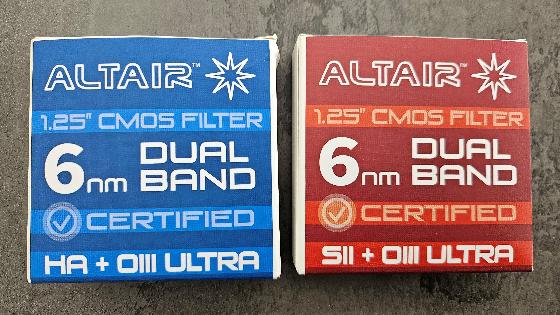 ALTAIR™
1.25" CMOS FILTER
6nm DUAL BAND
CERTIFIED
HA + OIII ULTRA
ALTAIR™
1.25" CMOS FILTER
6nm DUAL BAND
CERTIFIED
SII + OIII ULTRA